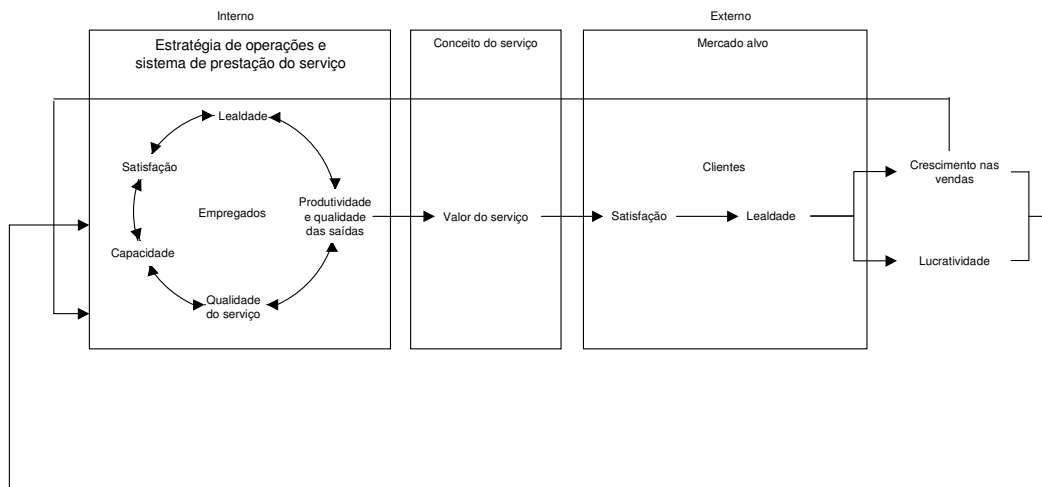 Interno
Externo
Estratégia de operações e
sistema de prestação do serviço
Conceito do serviço
Mercado alvo
Lealdade
Satisfação
Clientes
Crescimento nas
vendas
Empregados
Produtividade
e qualidade
das saídas
Valor do serviço
Satisfação
Lealdade
Capacidade
Lucratividade
Qualidade
do serviço